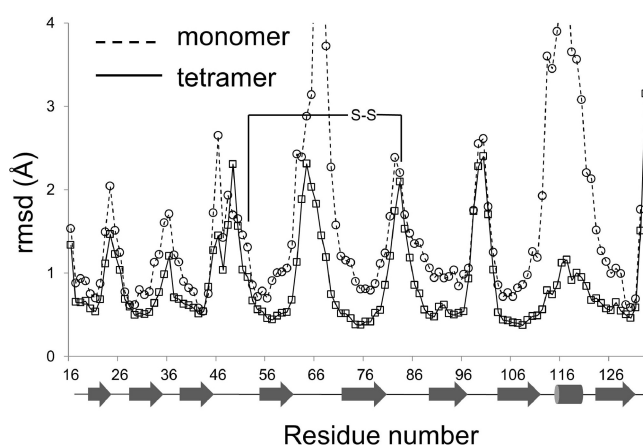 4
monomer
tetramer
3
S-S
rmsd (Å)
2
1
0
16 26 36 46 56 66 76 86 96 106 116 126
Residue number